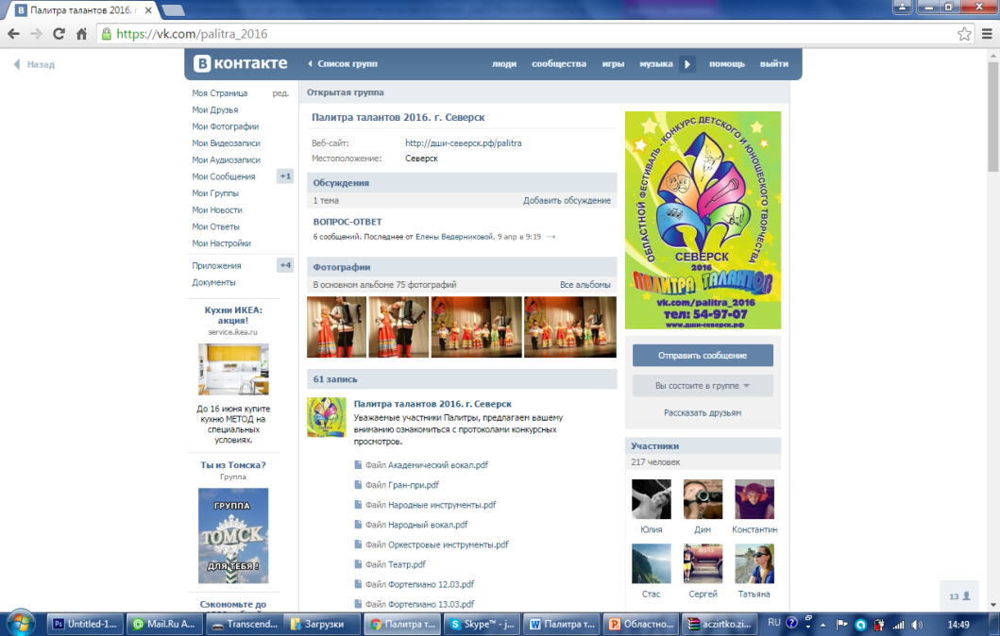 Палитра талантов 2016. г
https://vk.com/palitra_2016
Назад
В контакте
Список групп
люди сообщества игры музыка помощь выйти
Моя Страница ред.
Мои Друзья
Мои Фотографии
Мои Видеозаписи
Мои Аудиозаписи
Мои Сообщения +1
Мои Группы
Мои Новости
Мои Ответы
Мои Настройки
Приложения +4
Документы
Кухни ИКЕА:
акция!
service.ikea.ru
До 16 июня купите
кухню МЕТОД на
специальных
условиях.
Ты из Томска?
Группа
ГРУППА
ТОМСК
ДЛЯ ТЕБЯ!
Сэкономьте до
Открытая группа
Палитра талантов 2016. г. Северск
Веб-сайт: http://дши-северск.рф/palitra
Местоположение: Северск
Обсуждения
1 тема Добавить обсуждение
ВОПРОС-ОТВЕТ
6 сообщений. Последнее от Елены Ведерниковой, 9 апр в 9:19 →
Фотографии
В основном альбоме 75 фотографий Все альбомы
61 запись
Палитра талантов 2016. г. Северск
Уважаемые участники Палитры, предлагаем вашему
вниманию ознакомиться с протоколами конкурсных
просмотров.
Файл Академический вокал.pdf
Файл Гран-при.pdf
Файл Народные инструменты.pdf
Файл Народный вокал.pdf
Файл Оркестровые инструменты.pdf
Файл Театр.pdf
Файл Фортепиано 12.03.pdf
Файл Фортепиано 13.03.pdf
ОБЛАСТНОЙ ФЕСТИВАЛЬ - КОНКУРС ДЕТСКОГО И ЮНОШЕСКОГО ТВОРЧЕСТВА
СЕВЕРСК
2016
ПАЛИТРА ТАЛАНТОВ
vk.com/palitra_2016
тел: 54-97-07
www.дши-северск.рф
Отправить сообщение
Вы состоите в группе
Рассказать друзьям
Участники
217 человек
Юлия Дим Константин
Стас Сергей Татьяна
13
Untitled-1... Mail.Ru А... Transcend... Загрузки Палитра т... Skype™ - j... Палитра т... Областно... aczirtko.zi... RU 14:49